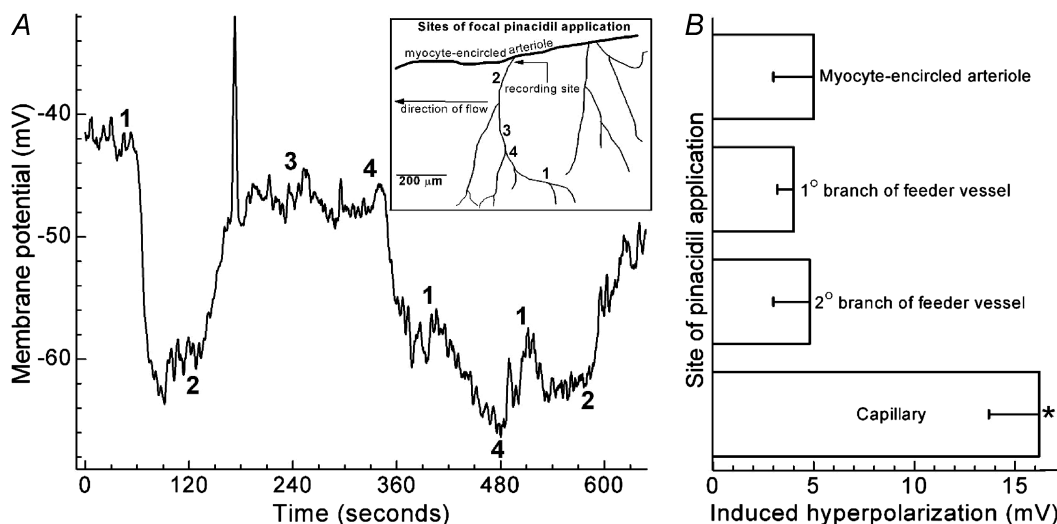 A
Membrane potential (mV)
-40
-50
-60
1
2
3
4
1
4
1
2
0
120
240
360
480
600
Time (seconds)
Sites of focal pinacidil application
myocyte-encircled arteriole
2
recording site
direction of flow
3
4
1
200 µm
B
Site of pinacidil application
Myocyte-encircled arteriole
1° branch of feeder vessel
2° branch of feeder vessel
Capillary
*
0
5
10
15
Induced hyperpolarization (mV)